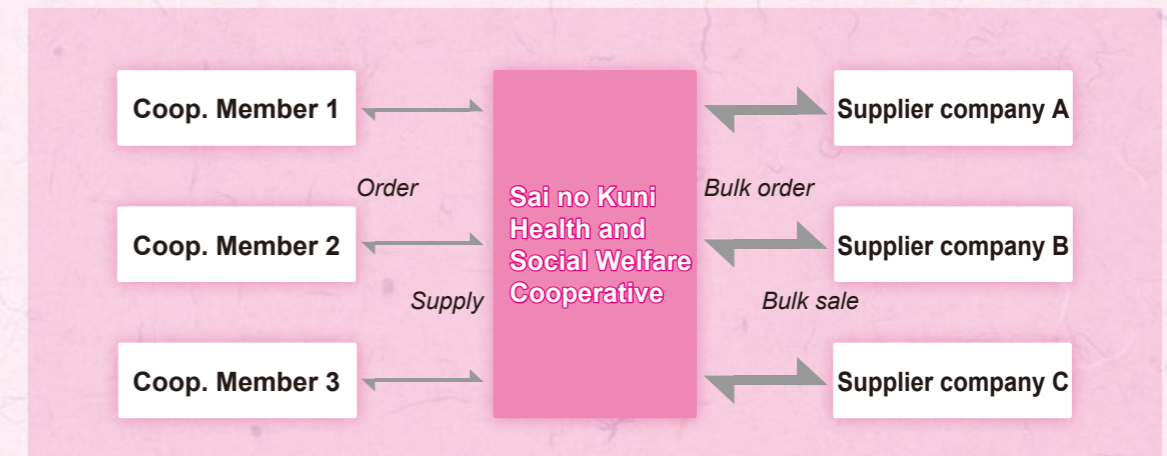 Coop. Member 1
Supplier company A
Order
Bulk order
Sai no Kuni
Health and
Social Welfare
Cooperative
Coop. Member 2
Supplier company B
Supply
Bulk sale
Coop. Member 3
Supplier company C